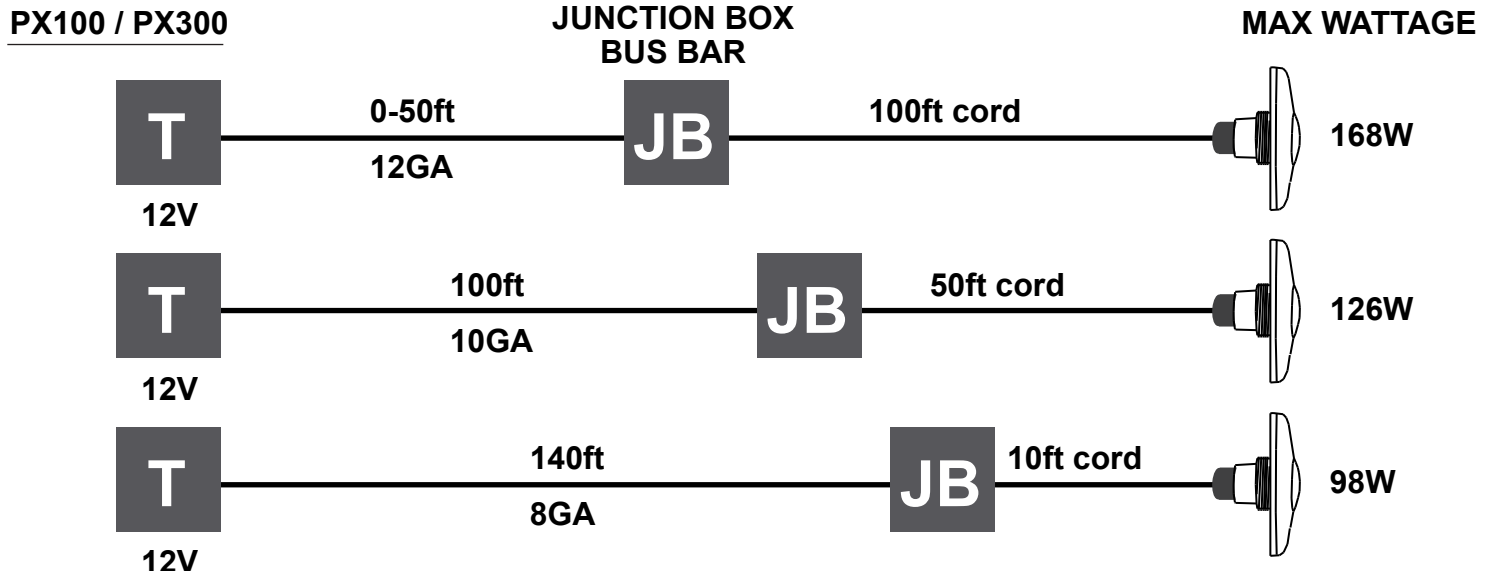 PX100 / PX300
JUNCTION BOX
BUS BAR
MAX WATTAGE
T
0-50ft
12GA
JB
100ft cord
168W
12V
T
100ft
10GA
JB
50ft cord
126W
12V
T
140ft
8GA
JB
10ft cord
98W
12V